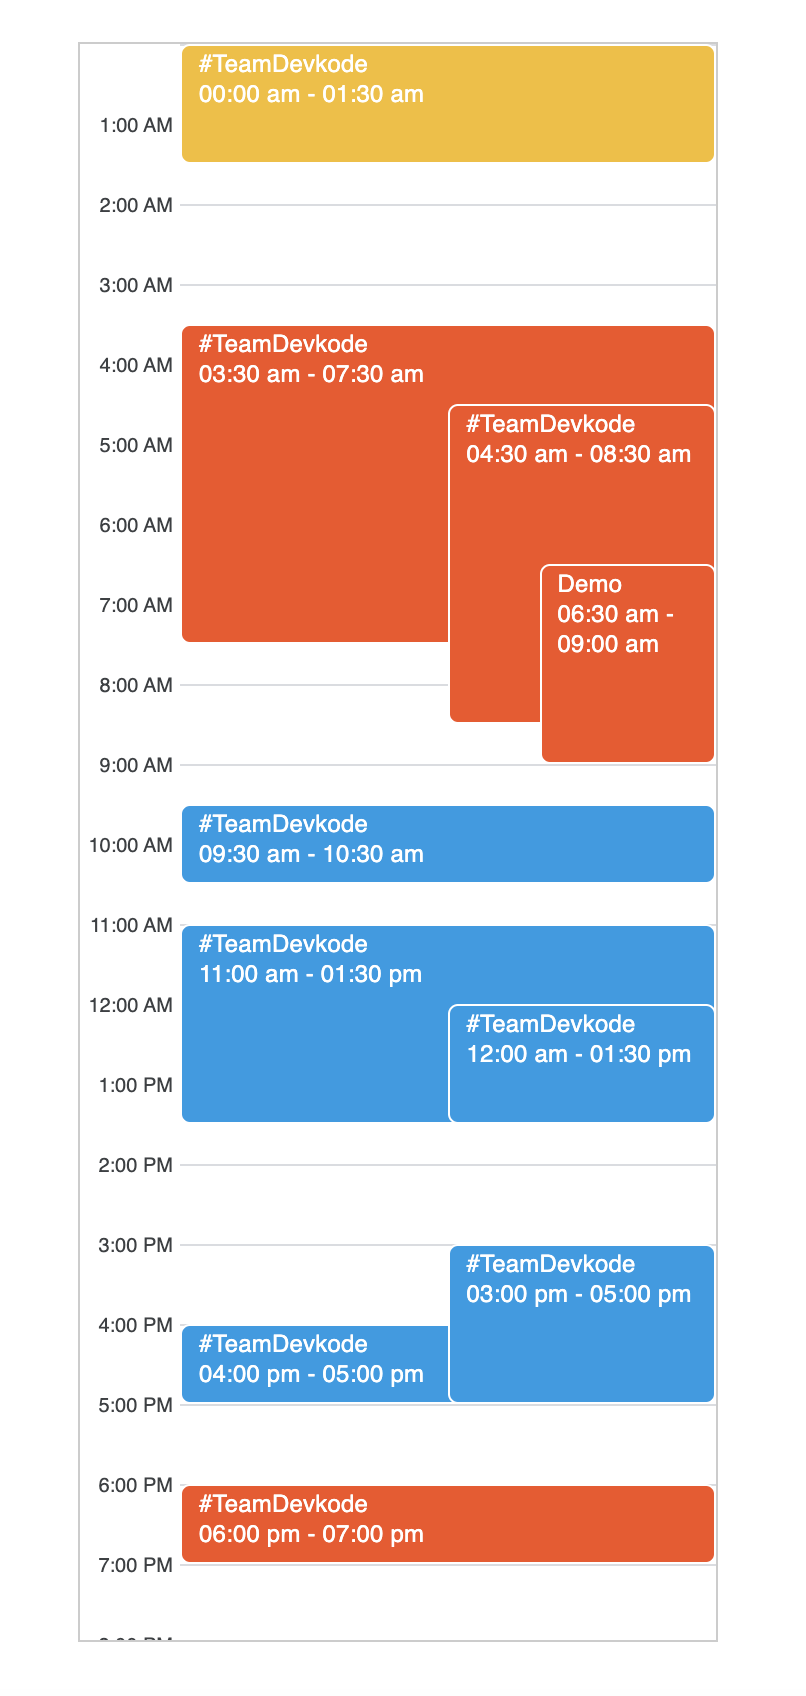 #TeamDevkode
00:00 am - 01:30 am
1:00 AM
2:00 AM
3:00 AM
#TeamDevkode
03:30 am - 07:30 am
4:00 AM
#TeamDevkode
04:30 am - 08:30 am
5:00 AM
6:00 AM
Demo
06:30 am -
09:00 am
7:00 AM
8:00 AM
9:00 AM
#TeamDevkode
09:30 am - 10:30 am
10:00 AM
11:00 AM
#TeamDevkode
11:00 am - 01:30 pm
12:00 AM
#TeamDevkode
12:00 am - 01:30 pm
1:00 PM
2:00 PM
3:00 PM
#TeamDevkode
03:00 pm - 05:00 pm
4:00 PM
#TeamDevkode
04:00 pm - 05:00 pm
5:00 PM
6:00 PM
#TeamDevkode
06:00 pm - 07:00 pm
7:00 PM